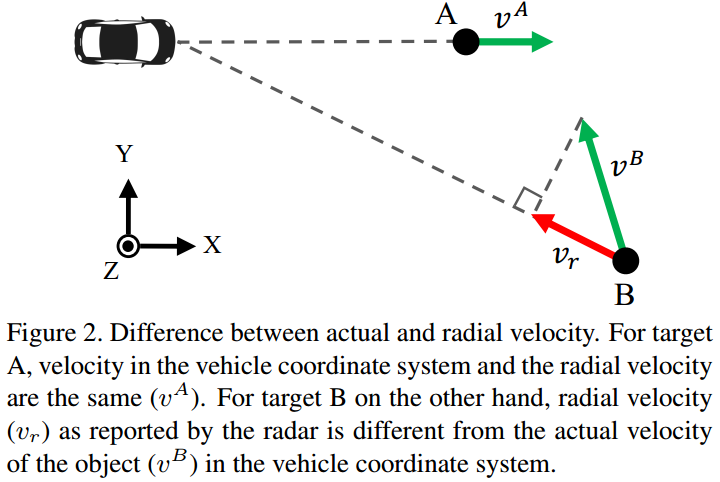 A v^A
Y
v^B
X
v_r
Z
B
Figure 2. Difference between actual and radial velocity. For target
A, velocity in the vehicle coordinate system and the radial velocity
are the same (v^A). For target B on the other hand, radial velocity
(v_r) as reported by the radar is different from the actual velocity
of the object (v^B) in the vehicle coordinate system.